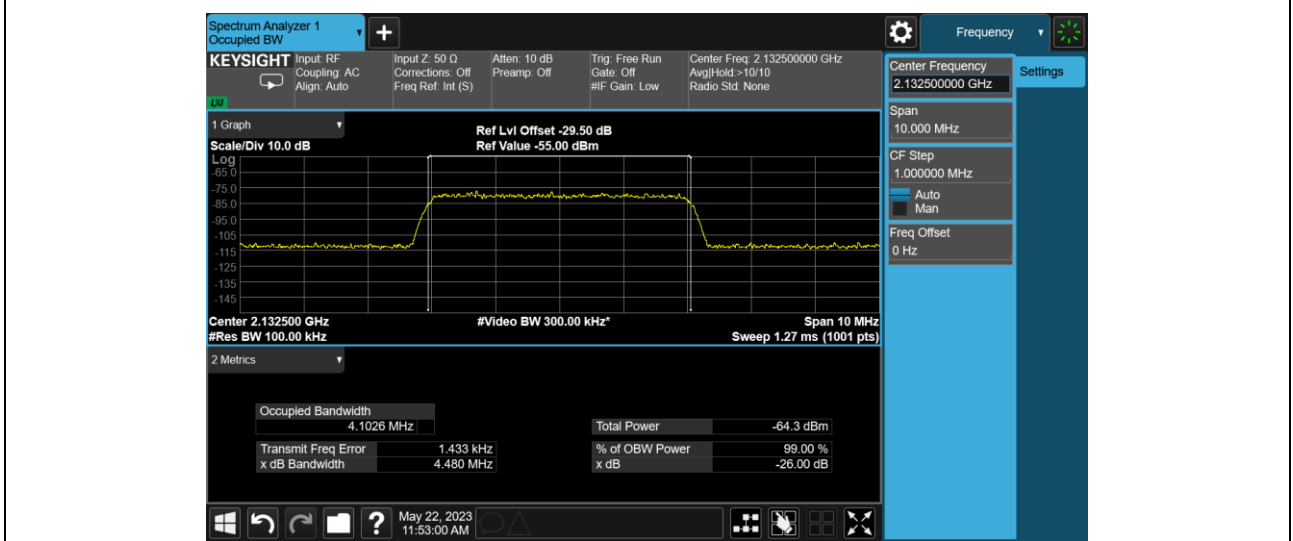 Spectrum Analyzer 1
Occupied BW
+
Frequency
KEYSIGHT
Input: RF
Coupling: AC
Align: Auto
Input Z: 50 Ω
Corrections: Off
Freq Ref: Int (S)
Atten: 10 dB
Preamp: Off
Trig: Free Run
Gate: Off
#IF Gain: Low
Center Freq: 2.132500000 GHz
Avg|Hold:>10/10
Radio Std: None
LXI
Center Frequency
2.132500000 GHz
Settings
Span
10.000 MHz
CF Step
1.000000 MHz
Auto
Man
Freq Offset
0 Hz
1 Graph
Scale/Div 10.0 dB
Ref Lvl Offset -29.50 dB
Ref Value -55.00 dBm
Log
-65.0
-75.0
-85.0
-95.0
-105
-115
-125
-135
-145
Center 2.132500 GHz
#Video BW 300.00 kHz*
Span 10 MHz
#Res BW 100.00 kHz
Sweep 1.27 ms (1001 pts)
2 Metrics
Occupied Bandwidth
4.1026 MHz
Total Power -64.3 dBm
Transmit Freq Error 1.433 kHz
% of OBW Power 99.00 %
x dB Bandwidth 4.480 MHz
x dB -26.00 dB
?
May 22, 2023
11:53:00 AM